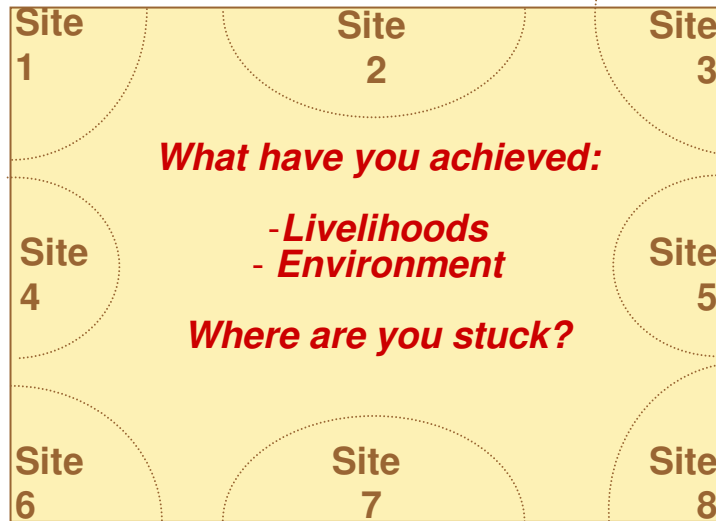 Site
1
Site
2
Site
3
What have you achieved:
-Livelihoods
- Environment
Site
4
Site
5
Where are you stuck?
Site
6
Site
7
Site
8